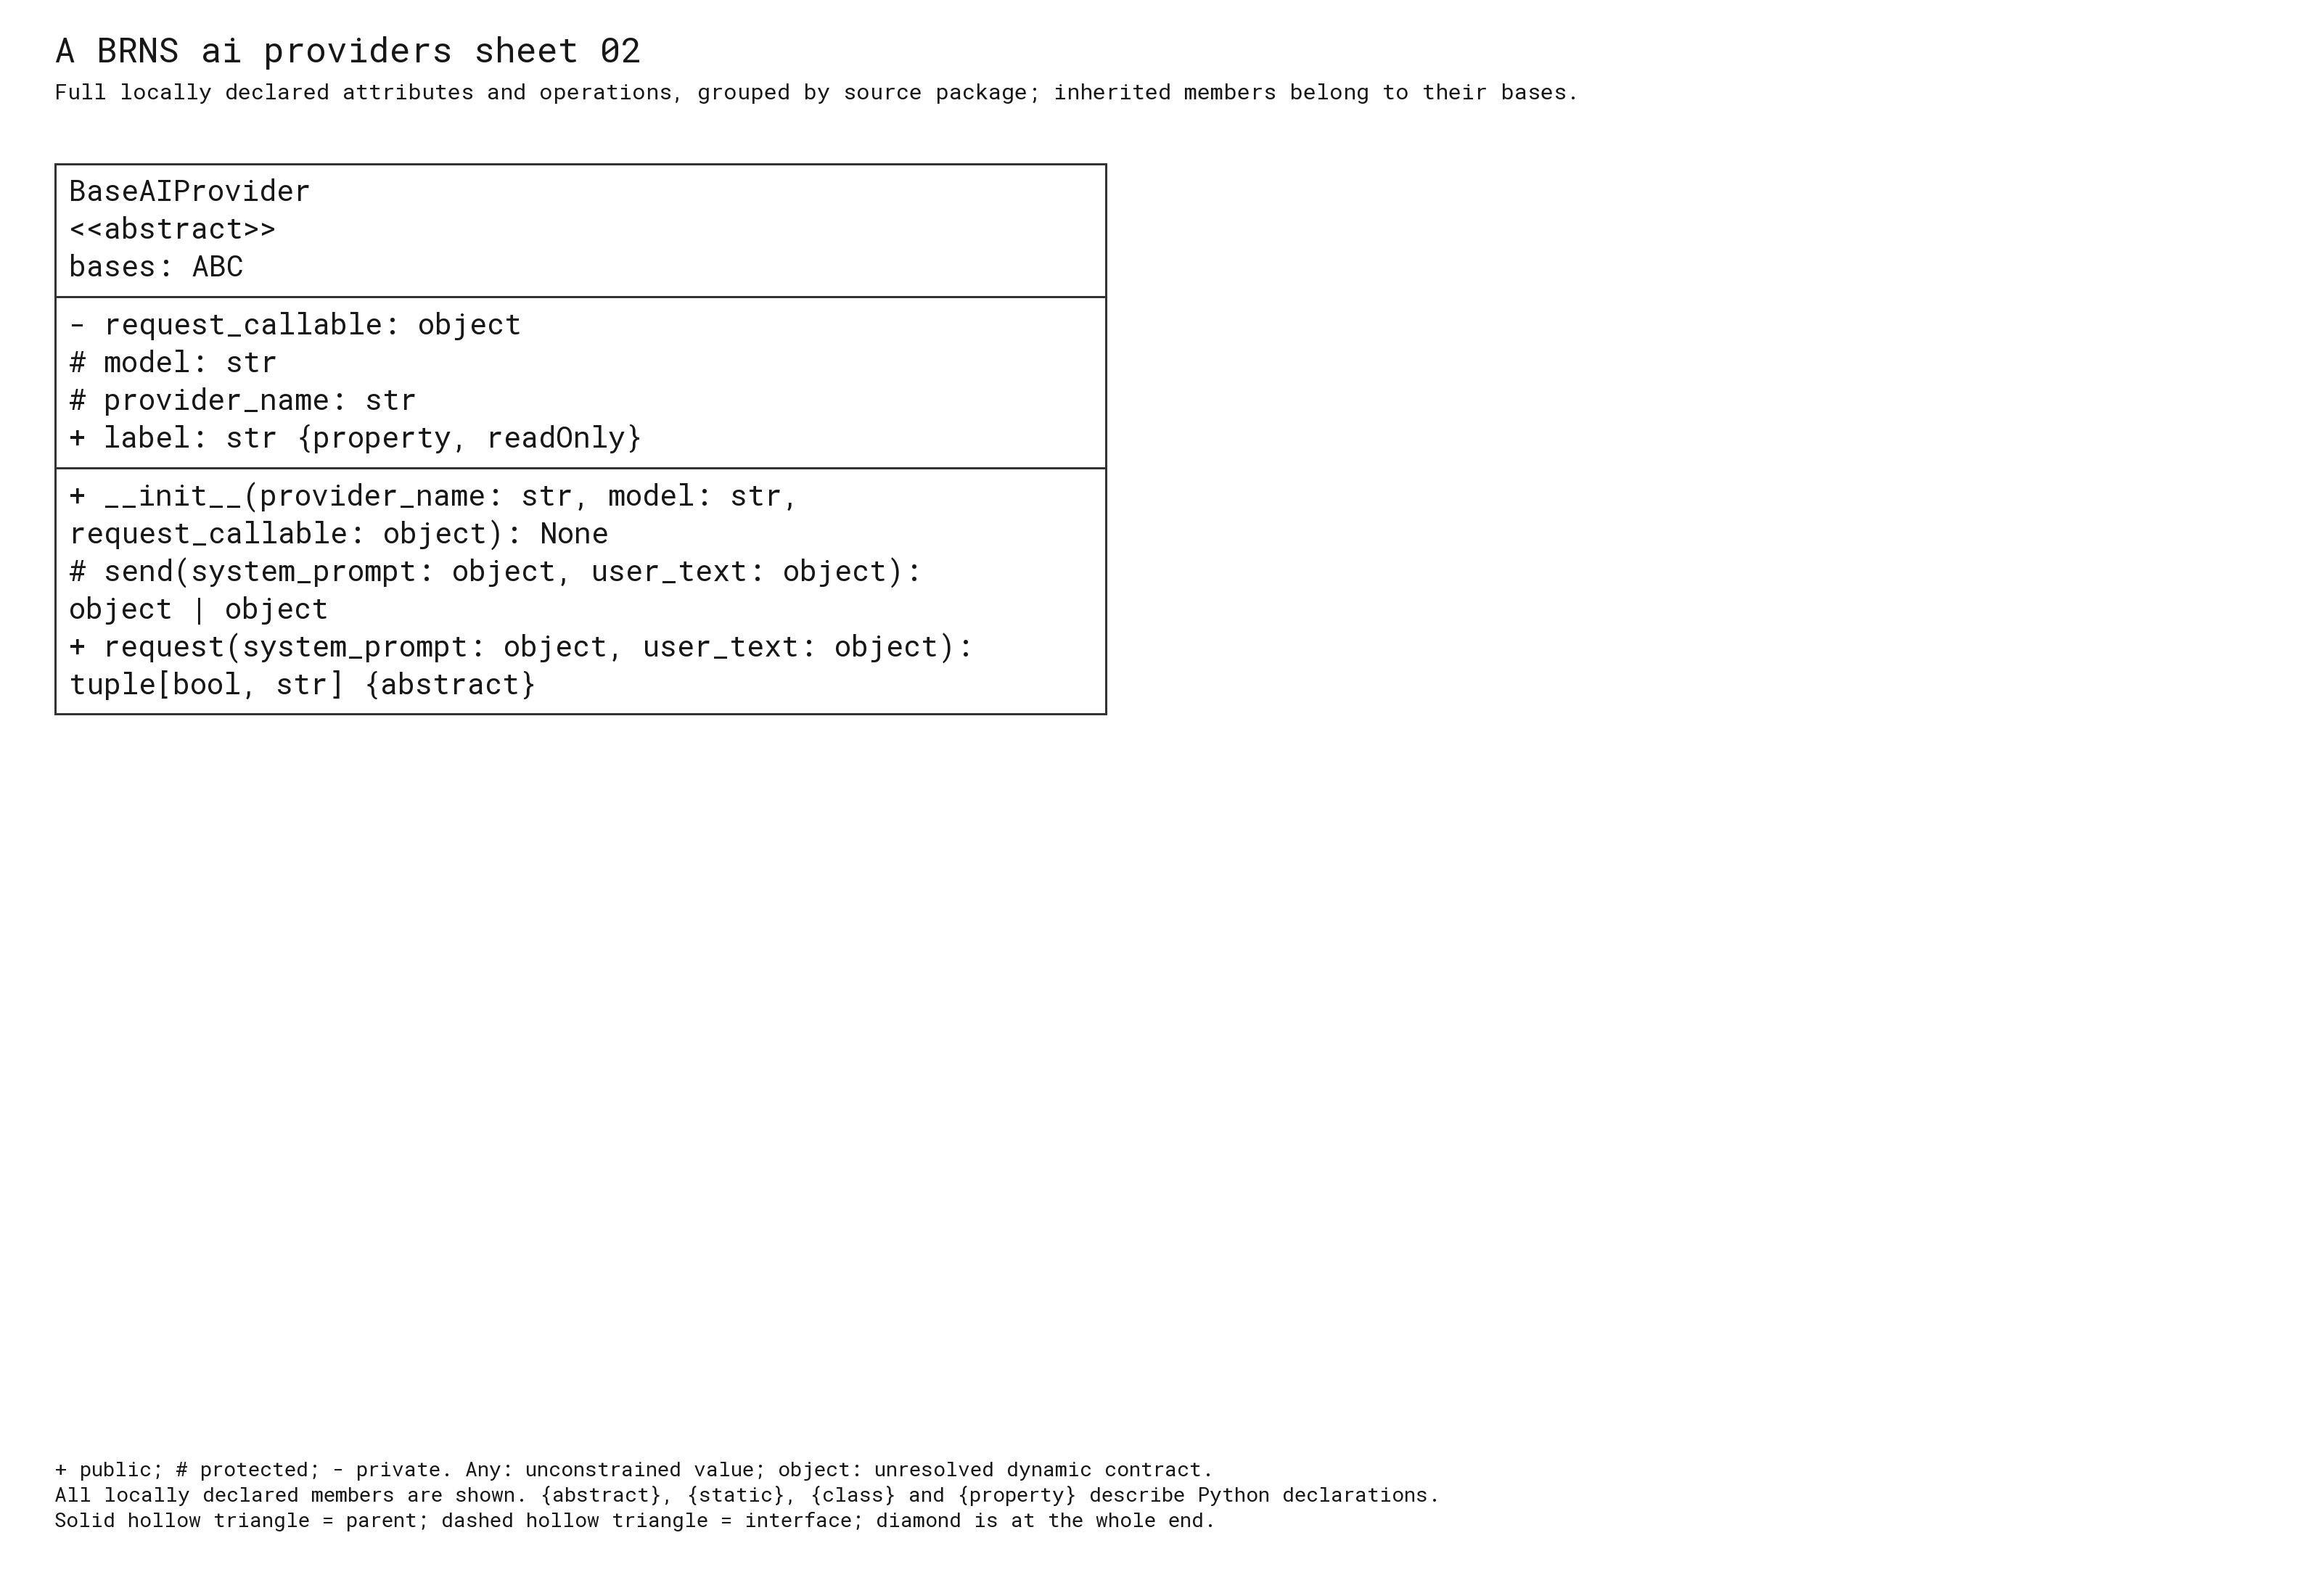 A BRNS ai providers sheet 02
Full locally declared attributes and operations, grouped by source package; inherited members belong to their bases.
BaseAIProvider
<<abstract>>
bases: ABC
- request_callable: object
# model: str
# provider_name: str
+ label: str {property, readOnly}
+ __init__(provider_name: str, model: str,
request_callable: object): None
# send(system_prompt: object, user_text: object):
object | object
+ request(system_prompt: object, user_text: object):
tuple[bool, str] {abstract}
+ public; # protected; - private. Any: unconstrained value; object: unresolved dynamic contract.
All locally declared members are shown. {abstract}, {static}, {class} and {property} describe Python declarations.
Solid hollow triangle = parent; dashed hollow triangle = interface; diamond is at the whole end.